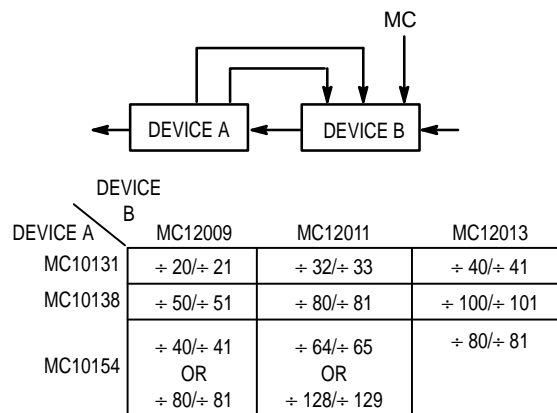 MC
DEVICE A
DEVICE B
DEVICE
B
DEVICE A
MC12009 MC12011 MC12013
MC10131 ÷ 20/÷ 21 ÷ 32/÷ 33 ÷ 40/÷ 41
MC10138 ÷ 50/÷ 51 ÷ 80/÷ 81 ÷ 100/÷ 101
MC10154
÷ 40/÷ 41
OR
÷ 80/÷ 81
÷ 64/÷ 65
OR
÷ 128/÷ 129
÷ 80/÷ 81